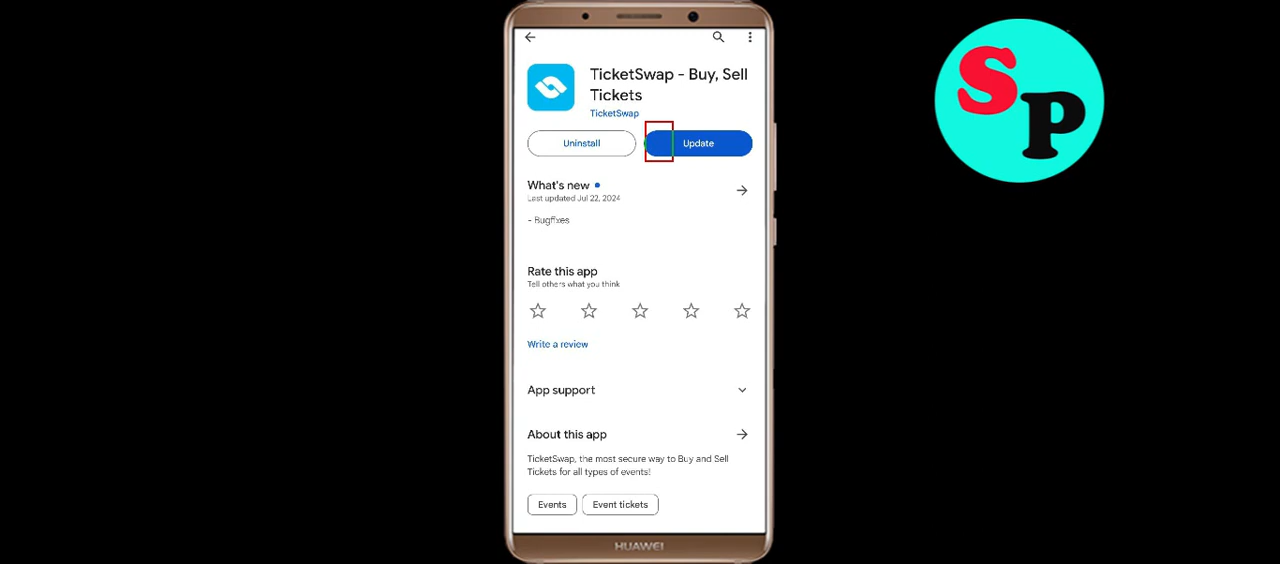 TicketSwap - Buy, Sell
Tickets
TicketSwap
Uninstall
Update
What's new
Last updated Jul 22, 2024
- Bugfixes
Rate this app
Tell others what you think
Write a review
App support
About this app
TicketSwap, the most secure way to Buy and Sell
Tickets for all types of events!
Events
Event tickets
HUAWEI
SP